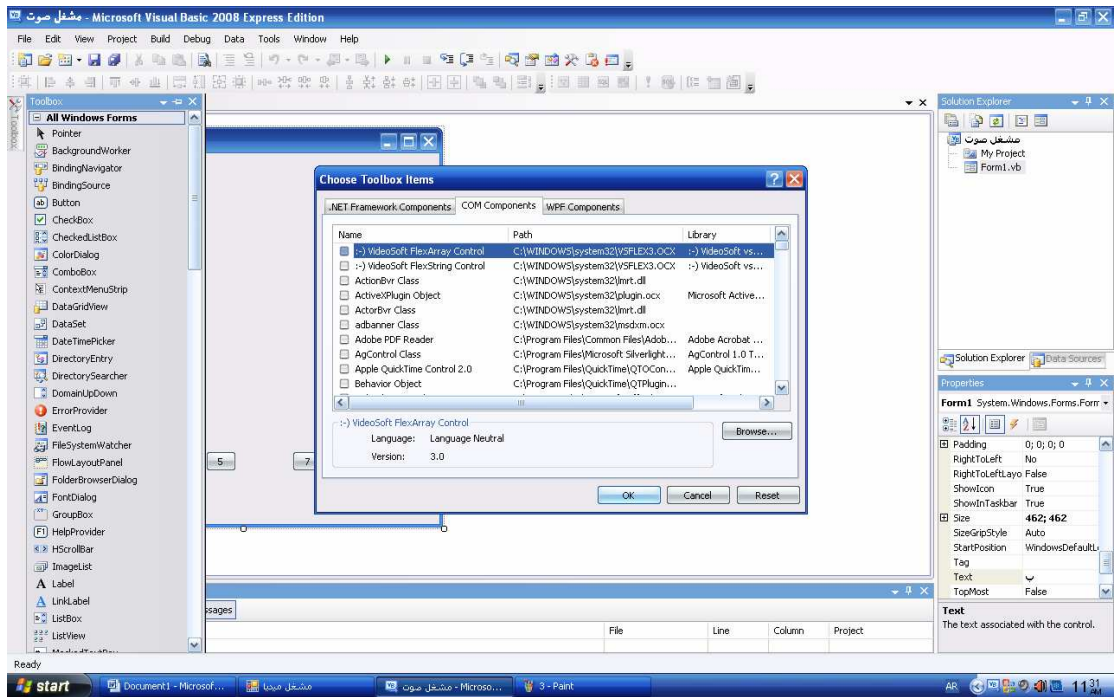 مشغل صوت - Microsoft Visual Basic 2008 Express Edition
File Edit View Project Build Debug Data Tools Window Help
Toolbox
Toolbox
All Windows Forms
Pointer
BackgroundWorker
BindingNavigator
BindingSource
Button
CheckBox
CheckedListBox
ColorDialog
ComboBox
ContextMenuStrip
DataGridView
DataSet
DateTimePicker
DirectoryEntry
DirectorySearcher
DomainUpDown
ErrorProvider
EventLog
FileSystemWatcher
FlowLayoutPanel
FolderBrowserDialog
FontDialog
GroupBox
HelpProvider
HScrollBar
ImageList
Label
LinkLabel
ListBox
ListView
5 7
Choose Toolbox Items
.NET Framework Components COM Components WPF Components
Name Path Library
:-) VideoSoft FlexArray Control C:\WINDOWS\system32\VSFLEX3.OCX :-) VideoSoft vs...
:-) VideoSoft FlexString Control C:\WINDOWS\system32\VSFLEX3.OCX :-) VideoSoft vs...
ActionBvr Class C:\WINDOWS\system32\lmrt.dll
ActiveXPlugin Object C:\WINDOWS\system32\plugin.ocx Microsoft Active...
ActorBvr Class C:\WINDOWS\system32\lmrt.dll
adbanner Class C:\WINDOWS\system32\msdxm.ocx
Adobe PDF Reader C:\Program Files\Common Files\Adob... Adobe Acrobat ...
AgControl Class C:\Program Files\Microsoft Silverlight... AgControl 1.0 T...
Apple QuickTime Control 2.0 C:\Program Files\QuickTime\QTOCon... Apple QuickTim...
Behavior Object C:\Program Files\QuickTime\QTPlugin...
:-) VideoSoft FlexArray Control
Language: Language Neutral
Version: 3.0
Browse...
OK Cancel Reset
ssages
File Line Column Project
Solution Explorer
مشغل صوت
My Project
Form1.vb
Solution Explorer Data Sources
Properties
Form1 System.Windows.Forms.Form
Padding 0; 0; 0; 0
RightToLeft No
RightToLeftLayo False
ShowIcon True
ShowInTaskbar True
Size 462; 462
SizeGripStyle Auto
StartPosition WindowsDefaultL
Tag
Text ب
TopMost False
Text
The text associated with the control.
Ready
start Document1 - Microsof... مشغل ميديا مشغل صوت - Microso... 3 - Paint AR 11 31 AM